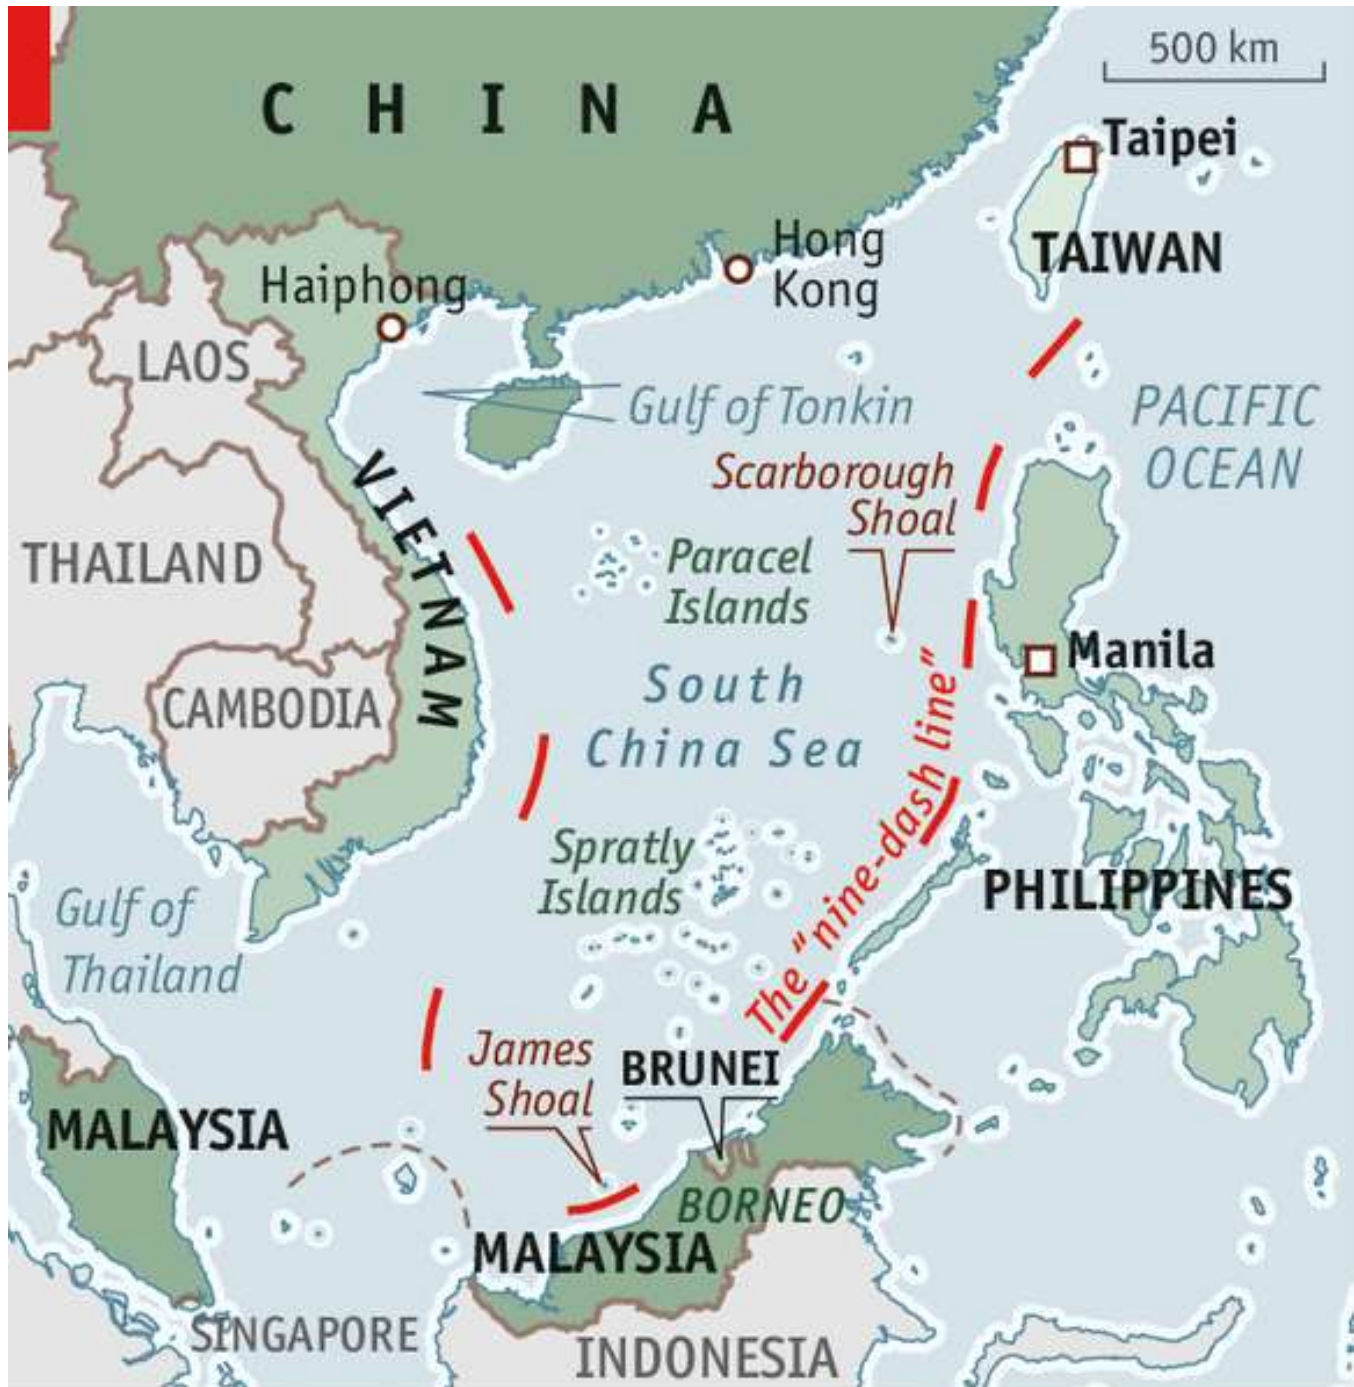 500 km
CHINA
Taipei
TAIWAN
Hong
Kong
Haiphong
LAOS
Gulf of Tonkin
PACIFIC
OCEAN
Scarborough
Shoal
VIETNAM
THAILAND
Paracel
Islands
Manila
South
China Sea
CAMBODIA
The "nine-dash line"
Spratly
Islands
PHILIPPINES
Gulf of
Thailand
James
Shoal
BRUNEI
MALAYSIA
BORNEO
MALAYSIA
SINGAPORE
INDONESIA